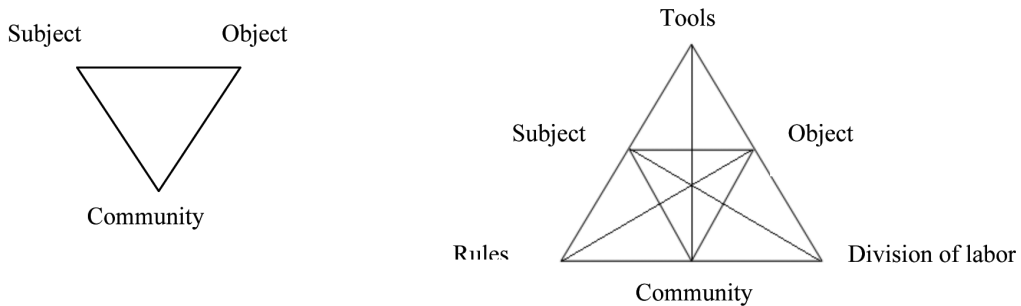 Subject
Object
Community
Tools
Subject
Object
Rules
Division of labor
Community